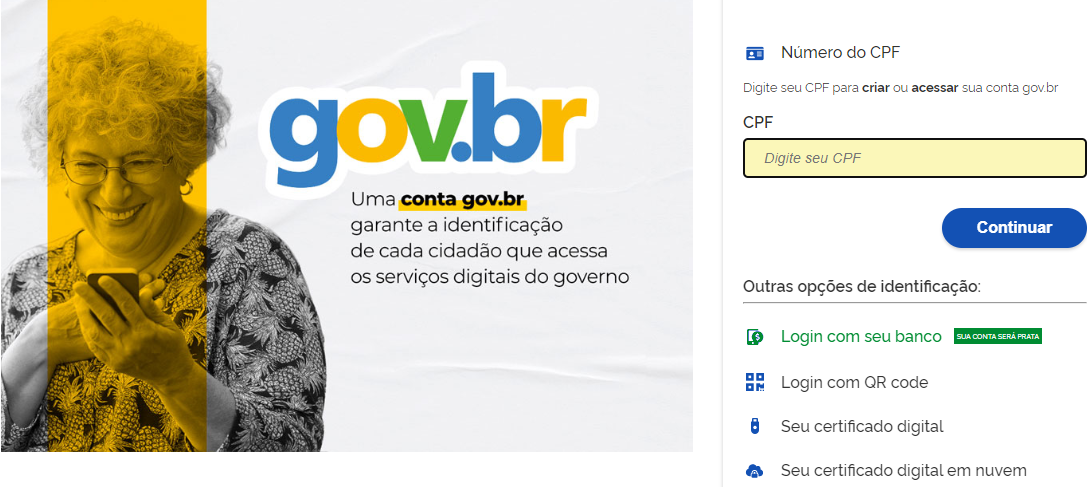 gov.br
Uma conta gov.br
garante a identificação
de cada cidadão que acessa
os serviços digitais do governo
Número do CPF
Digite seu CPF para criar ou acessar sua conta gov.br
CPF
Digite seu CPF
Continuar
Outras opções de identificação:
Login com seu banco SUA CONTA SERÁ PRATA
Login com QR code
Seu certificado digital
Seu certificado digital em nuvem